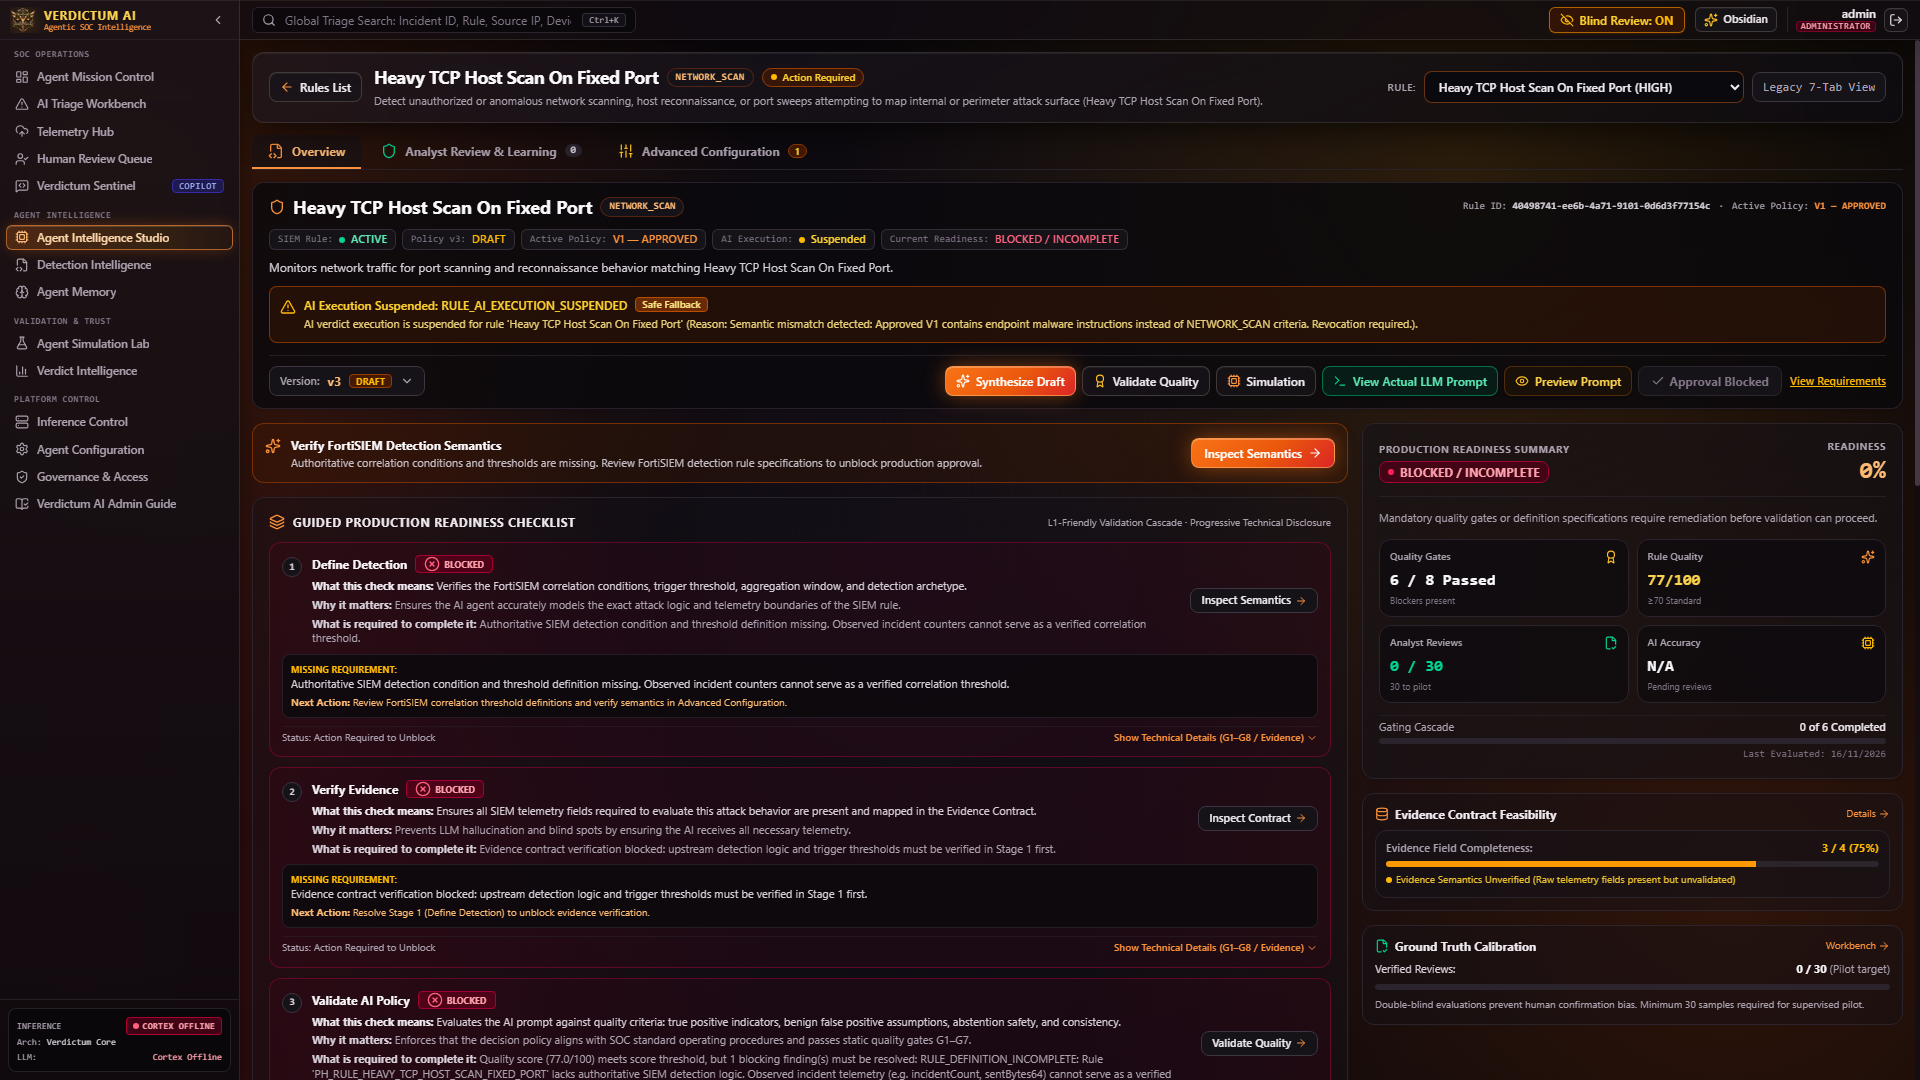 VERDICTUM AI
Agentic SOC Intelligence
SOC OPERATIONS
Agent Mission Control
AI Triage Workbench
Telemetry Hub
Human Review Queue
Verdictum Sentinel COPILOT
AGENT INTELLIGENCE
Agent Intelligence Studio
Detection Intelligence
Agent Memory
VALIDATION & TRUST
Agent Simulation Lab
Verdict Intelligence
PLATFORM CONTROL
Inference Control
Agent Configuration
Governance & Access
Verdictum AI Admin Guide
INFERENCE CORTEX OFFLINE
Arch: Verdictum Core
LLM: Cortex Offline
Global Triage Search: Incident ID, Rule, Source IP, Devi Ctrl+K
Blind Review: ON
Obsidian
admin
ADMINISTRATOR
Rules List
Heavy TCP Host Scan On Fixed Port NETWORK_SCAN Action Required
Detect unauthorized or anomalous network scanning, host reconnaissance, or port sweeps attempting to map internal or perimeter attack surface (Heavy TCP Host Scan On Fixed Port).
RULE: Heavy TCP Host Scan On Fixed Port (HIGH)
Legacy 7-Tab View
Overview
Analyst Review & Learning 0
Advanced Configuration 1
Heavy TCP Host Scan On Fixed Port NETWORK_SCAN
Rule ID: 40498741-ee6b-4a71-9101-0d6d3f77154c · Active Policy: V1 — APPROVED
SIEM Rule: ACTIVE
Policy v3: DRAFT
Active Policy: V1 — APPROVED
AI Execution: Suspended
Current Readiness: BLOCKED / INCOMPLETE
Monitors network traffic for port scanning and reconnaissance behavior matching Heavy TCP Host Scan On Fixed Port.
AI Execution Suspended: RULE_AI_EXECUTION_SUSPENDED Safe Fallback
AI verdict execution is suspended for rule 'Heavy TCP Host Scan On Fixed Port' (Reason: Semantic mismatch detected: Approved V1 contains endpoint malware instructions instead of NETWORK_SCAN criteria. Revocation required.).
Version: v3 DRAFT
Synthesize Draft
Validate Quality
Simulation
View Actual LLM Prompt
Preview Prompt
Approval Blocked
View Requirements
Verify FortiSIEM Detection Semantics
Authoritative correlation conditions and thresholds are missing. Review FortiSIEM detection rule specifications to unblock production approval.
Inspect Semantics →
GUIDED PRODUCTION READINESS CHECKLIST
L1-Friendly Validation Cascade · Progressive Technical Disclosure
1 Define Detection BLOCKED
What this check means: Verifies the FortiSIEM correlation conditions, trigger threshold, aggregation window, and detection archetype.
Why it matters: Ensures the AI agent accurately models the exact attack logic and telemetry boundaries of the SIEM rule.
What is required to complete it: Authoritative SIEM detection condition and threshold definition missing. Observed incident counters cannot serve as a verified correlation
threshold.
Inspect Semantics →
MISSING REQUIREMENT:
Authoritative SIEM detection condition and threshold definition missing. Observed incident counters cannot serve as a verified correlation threshold.
Next Action: Review FortiSIEM correlation threshold definitions and verify semantics in Advanced Configuration.
Status: Action Required to Unblock
Show Technical Details (G1–G8 / Evidence)
2 Verify Evidence BLOCKED
What this check means: Ensures all SIEM telemetry fields required to evaluate this attack behavior are present and mapped in the Evidence Contract.
Why it matters: Prevents LLM hallucination and blind spots by ensuring the AI receives all necessary telemetry.
What is required to complete it: Evidence contract verification blocked: upstream detection logic and trigger thresholds must be verified in Stage 1 first.
Inspect Contract →
MISSING REQUIREMENT:
Evidence contract verification blocked: upstream detection logic and trigger thresholds must be verified in Stage 1 first.
Next Action: Resolve Stage 1 (Define Detection) to unblock evidence verification.
Status: Action Required to Unblock
Show Technical Details (G1–G8 / Evidence)
3 Validate AI Policy BLOCKED
What this check means: Evaluates the AI prompt against quality criteria: true positive indicators, benign false positive assumptions, abstention safety, and consistency.
Why it matters: Enforces that the decision policy aligns with SOC standard operating procedures and passes static quality gates G1–G7.
What is required to complete it: Quality score (77.0/100) meets score threshold, but 1 blocking finding(s) must be resolved: RULE_DEFINITION_INCOMPLETE: Rule
'PH_RULE_HEAVY_TCP_HOST_SCAN_FIXED_PORT' lacks authoritative SIEM detection logic. Observed incident telemetry (e.g. incidentCount, sentBytes64) cannot serve as a verified
Validate Quality →
PRODUCTION READINESS SUMMARY
BLOCKED / INCOMPLETE
READINESS
0%
Mandatory quality gates or definition specifications require remediation before validation can proceed.
Quality Gates
6 / 8 Passed
Blockers present
Rule Quality
77/100
≥70 Standard
Analyst Reviews
0 / 30
30 to pilot
AI Accuracy
N/A
Pending reviews
Gating Cascade 0 of 6 Completed
Last Evaluated: 16/11/2026
Evidence Contract Feasibility Details →
Evidence Field Completeness: 3 / 4 (75%)
Evidence Semantics Unverified (Raw telemetry fields present but unvalidated)
Ground Truth Calibration Workbench →
Verified Reviews: 0 / 30 (Pilot target)
Double-blind evaluations prevent human confirmation bias. Minimum 30 samples required for supervised pilot.